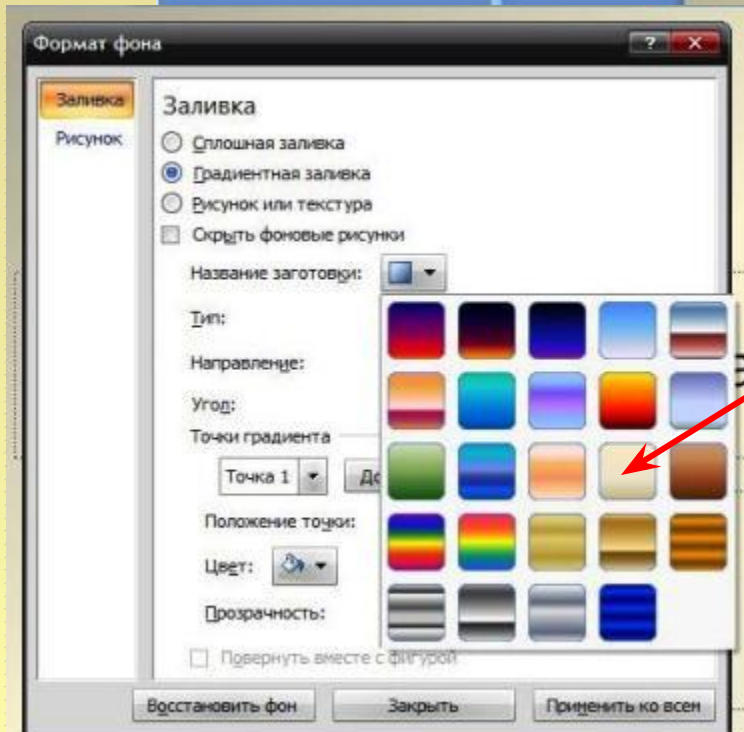 Формат фона
Заливка
Рисунок
Заливка
Сплошная заливка
Градиентная заливка
Рисунок или текстура
Скрыть фоновые рисунки
Название заготовки:
Тип:
Направление:
Угол:
Точки градиента
Точка 1
До
Положение точки:
Цвет:
Прозрачность:
Повернуть вместе с фигурой
Восстановить фон
Закрыть
Применить ко всем